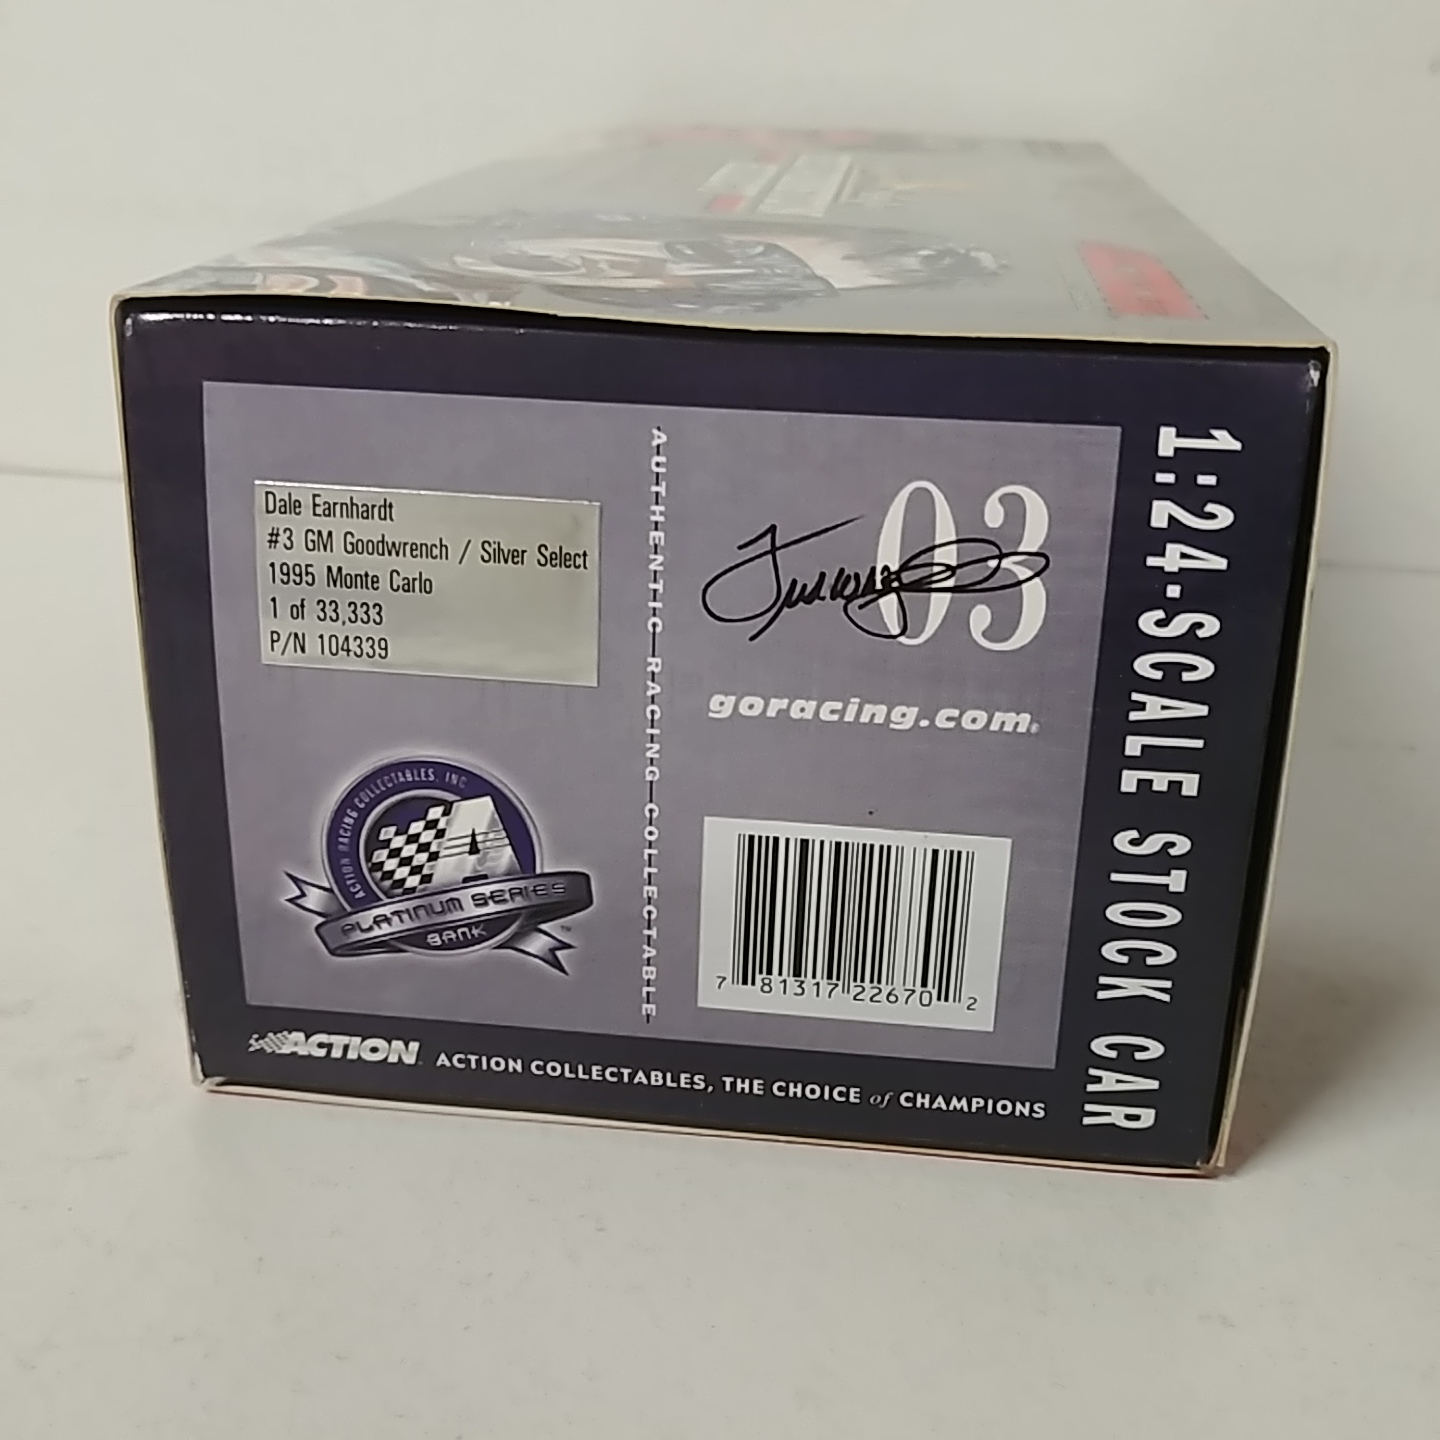 Dale Earnhardt
#3 GM Goodwrench / Silver Select
1995 Monte Carlo
1 of 33,333
P/N 104339
ACTION RACING COLLECTABLES, INC
PLATINUM SERIES
BANK
™
AUTHENTIC RACING COLLECTABLE
03
goracing.com®
7 81317 22670 2
1:24-SCALE STOCK CAR
ACTION
ACTION COLLECTABLES, THE CHOICE of CHAMPIONS